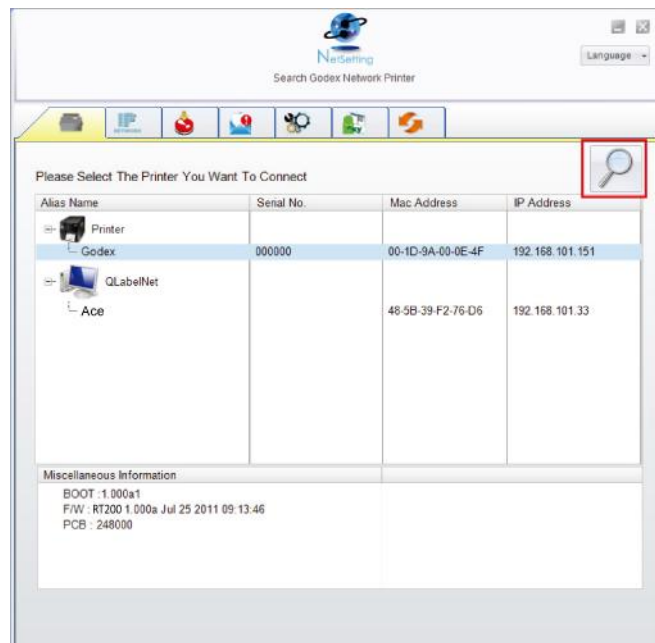 NetSetting
Language
Search Godex Network Printer
IP
Please Select The Printer You Want To Connect
Alias Name Serial No. Mac Address IP Address
Printer
Godex 000000 00-1D-9A-00-0E-4F 192.168.101.151
QLabelNet
Ace 48-5B-39-F2-76-D6 192.168.101.33
Miscellaneous Information
BOOT :1.000a1
F/W : RT200 1.000a Jul 25 2011 09:13:46
PCB : 248000